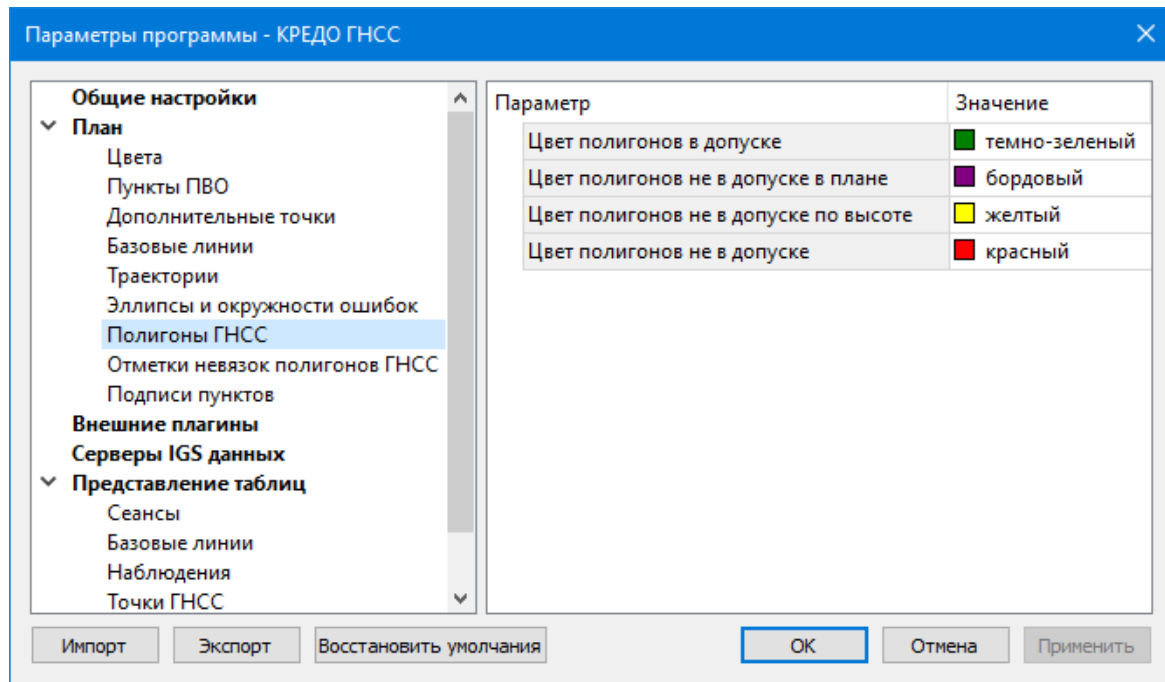 Параметры программы - КРЕДО ГНСС
Общие настройки
План
Цвета
Пункты ПВО
Дополнительные точки
Базовые линии
Траектории
Эллипсы и окружности ошибок
Полигоны ГНСС
Отметки невязок полигонов ГНСС
Подписи пунктов
Внешние плагины
Серверы IGS данных
Представление таблиц
Сеансы
Базовые линии
Наблюдения
Точки ГНСС
Параметр Значение
Цвет полигонов в допуске темно-зеленый
Цвет полигонов не в допуске в плане бордовый
Цвет полигонов не в допуске по высоте желтый
Цвет полигонов не в допуске красный
Импорт Экспорт Восстановить умолчания ОК Отмена Применить